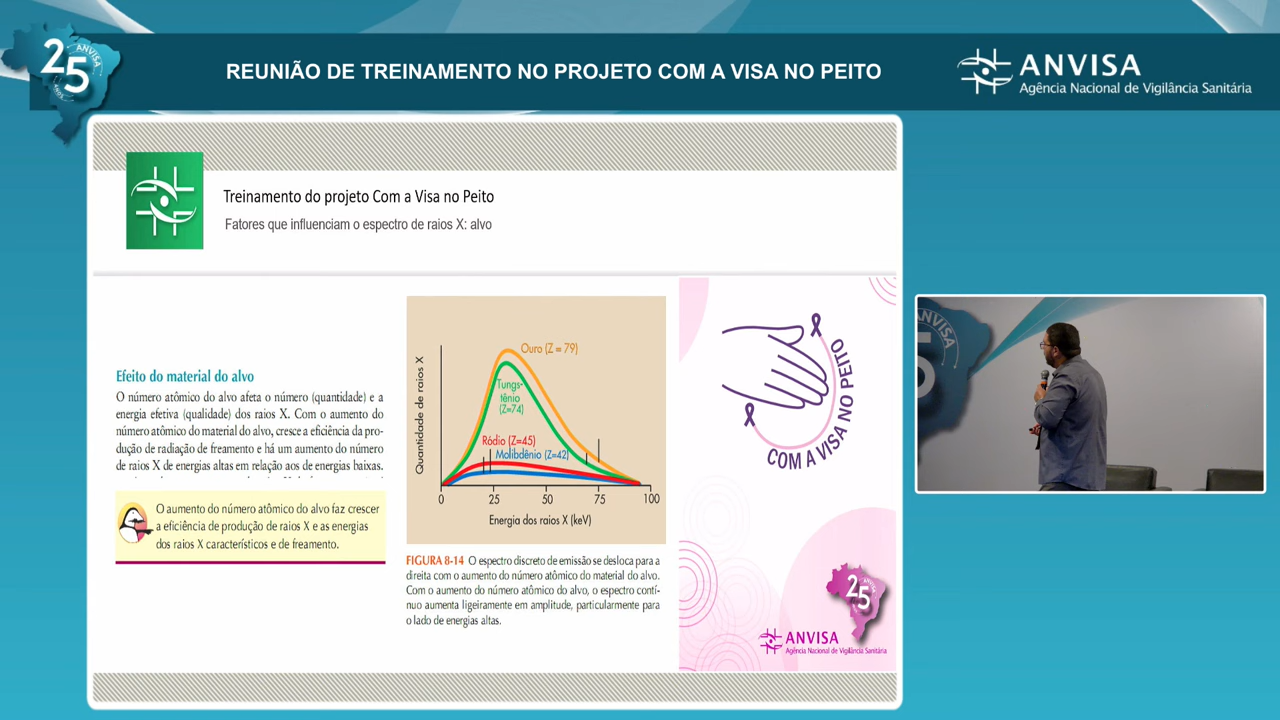 25
ANVISA
ANOS
REUNIÃO DE TREINAMENTO NO PROJETO COM A VISA NO PEITO
ANVISA
Agência Nacional de Vigilância Sanitária
Treinamento do projeto Com a Visa no Peito
Fatores que influenciam o espectro de raios X: alvo
Efeito do material do alvo
O número atômico do alvo afeta o número (quantidade) e a
energia efetiva (qualidade) dos raios X. Com o aumento do
número atômico do material do alvo, cresce a eficiência da pro-
dução de radiação de freamento e há um aumento do número
de raios X de energias altas em relação aos de energias baixas.
O aumento do número atômico do alvo faz crescer
a eficiência de produção de raios X e as energias
dos raios X característicos e de freamento.
Quantidade de raios X
Ouro (Z = 79)
Tungs-
tênio
(Z=74)
Ródio (Z=45)
Molibdênio (Z=42)
0 25 50 75 100
Energia dos raios X (keV)
FIGURA 8-14 O espectro discreto de emissão se desloca para a
direita com o aumento do número atômico do material do alvo.
Com o aumento do número atômico do alvo, o espectro contí-
nuo aumenta ligeiramente em amplitude, particularmente para
o lado de energias altas.
COM A VISA NO PEITO
25
ANVISA
Agência Nacional de Vigilância Sanitária
5